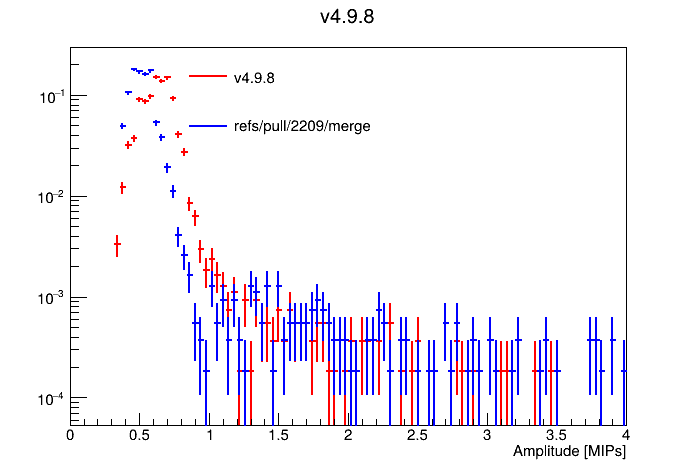 v4.9.8
v4.9.8
refs/pull/2209/merge
10⁻¹
10⁻²
10⁻³
10⁻⁴
0 0.5 1 1.5 2 2.5 3 3.5 4
Amplitude [MIPs]